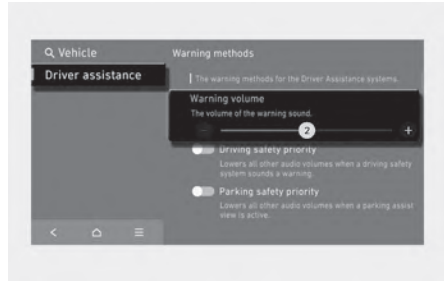 Vehicle
Warning methods
Driver assistance
The warning methods for the Driver Assistance systems.
Warning volume
The volume of the warning sound.
2
Driving safety priority
Lowers all other audio volumes when a driving safety
system sounds a warning.
Parking safety priority
Lowers all other audio volumes when a parking assist
view is active.